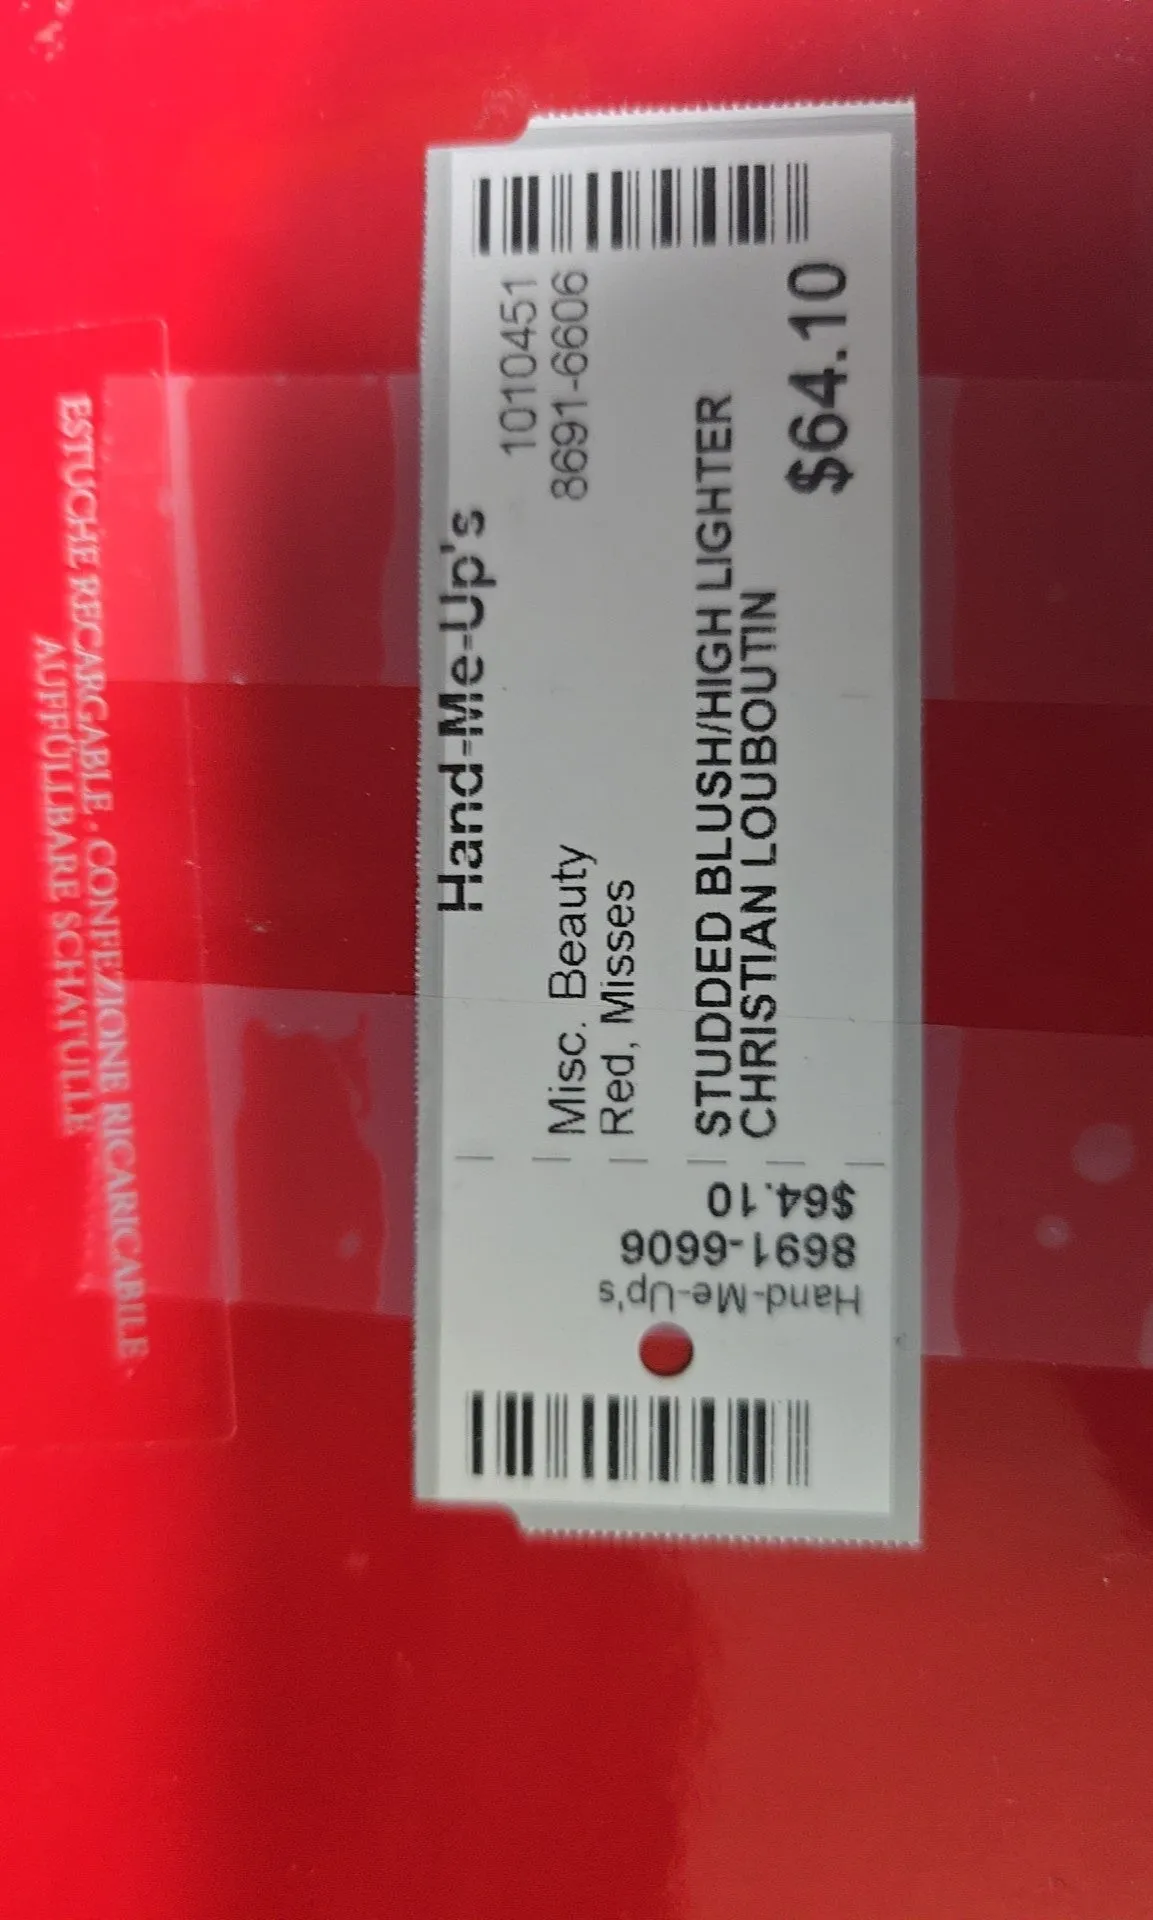 Hand-Me-Up's
1010451
Misc. Beauty 8691-6606
Red, Misses
STUDDED BLUSH/HIGH LIGHTER
CHRISTIAN LOUBOUTIN
$64.10
Hand-Me-Up's
8691-6606
$64.10
ESTUCHE RECARGABLE · CONFEZIONE RICARICABILE ·
AUFFÜLLBARE SCHATULLE